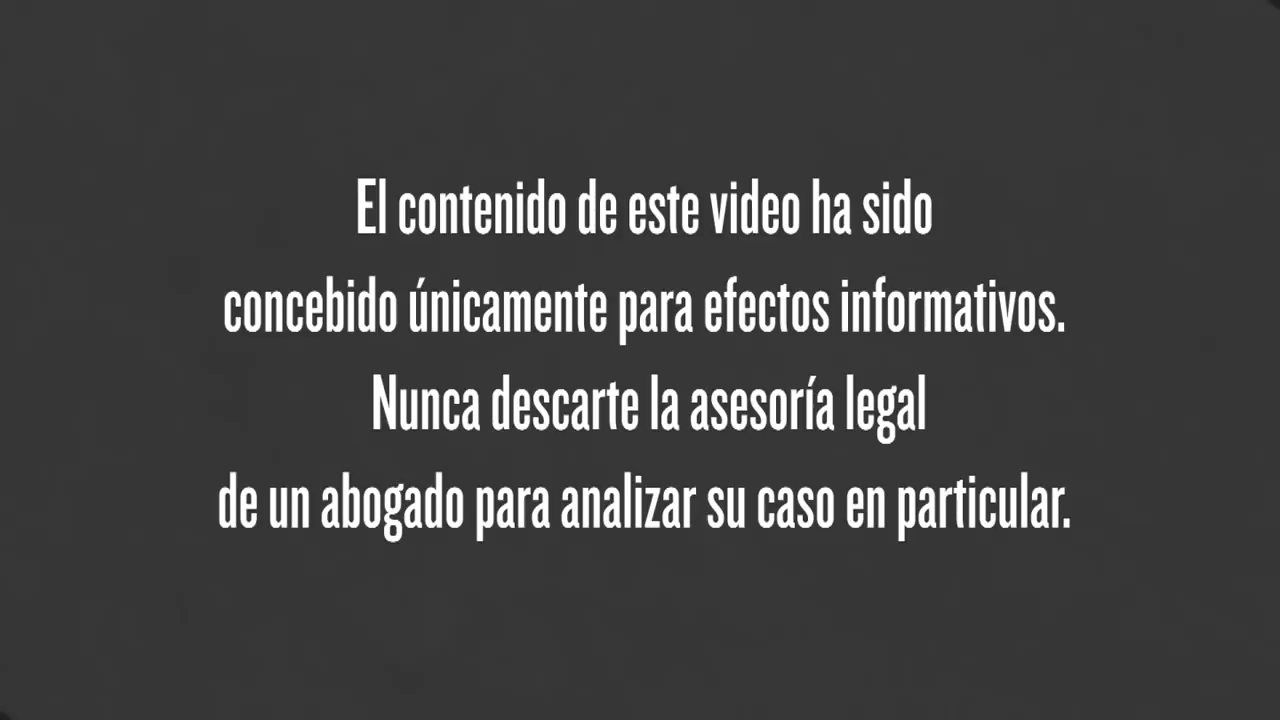 El contenido de este video ha sido
concebido únicamente para efectos informativos.
Nunca descarte la asesoría legal
de un abogado para analizar su caso en particular.